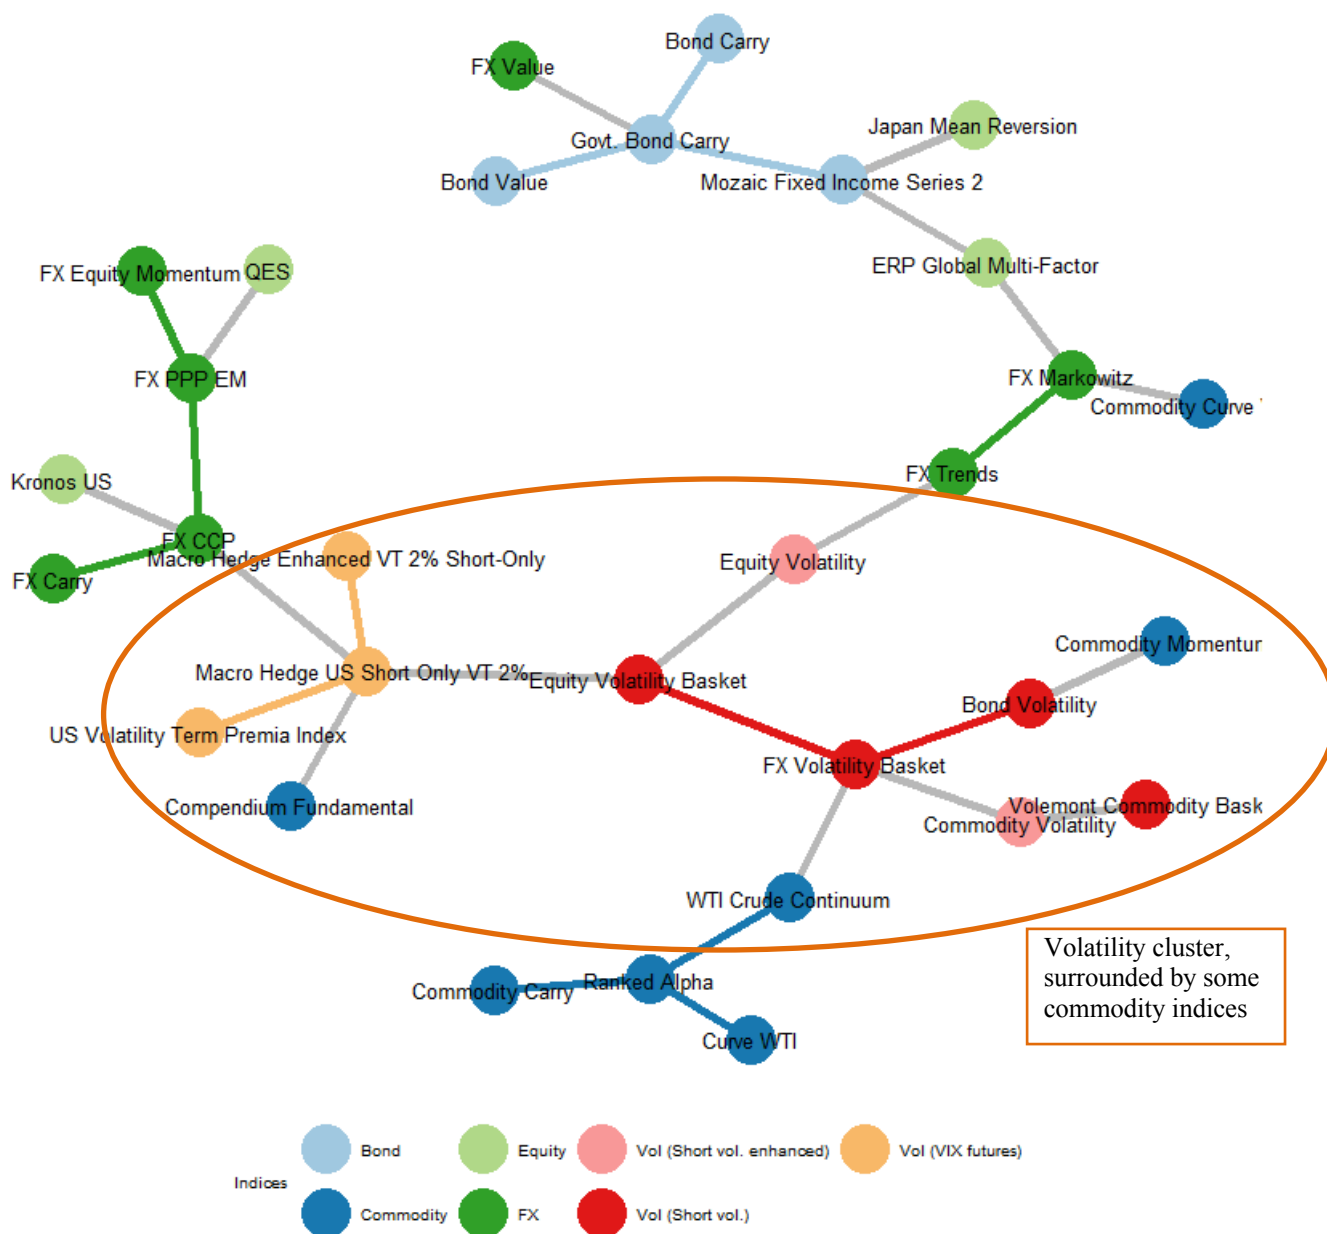 Bond Carry
FX Value
Japan Mean Reversion
Govt. Bond Carry
Bond Value
Mozaic Fixed Income Series 2
FX Equity Momentum
QES
ERP Global Multi-Factor
FX PPP EM
FX Markowitz
Commodity Curve
Kronos US
FX Trends
FX CCP
Macro Hedge Enhanced VT 2% Short-Only
Equity Volatility
FX Carry
Commodity Momentur
Macro Hedge US Short Only VT 2%
Equity Volatility Basket
Bond Volatility
US Volatility Term Premia Index
FX Volatility Basket
Compendium Fundamental
Volemont Commodity Bask
Commodity Volatility
WTI Crude Continuum
Volatility cluster,
surrounded by some
commodity indices
Ranked Alpha
Commodity Carry
Curve WTI
Indices
Bond
Equity
Vol (Short vol. enhanced)
Vol (VIX futures)
Commodity
FX
Vol (Short vol.)